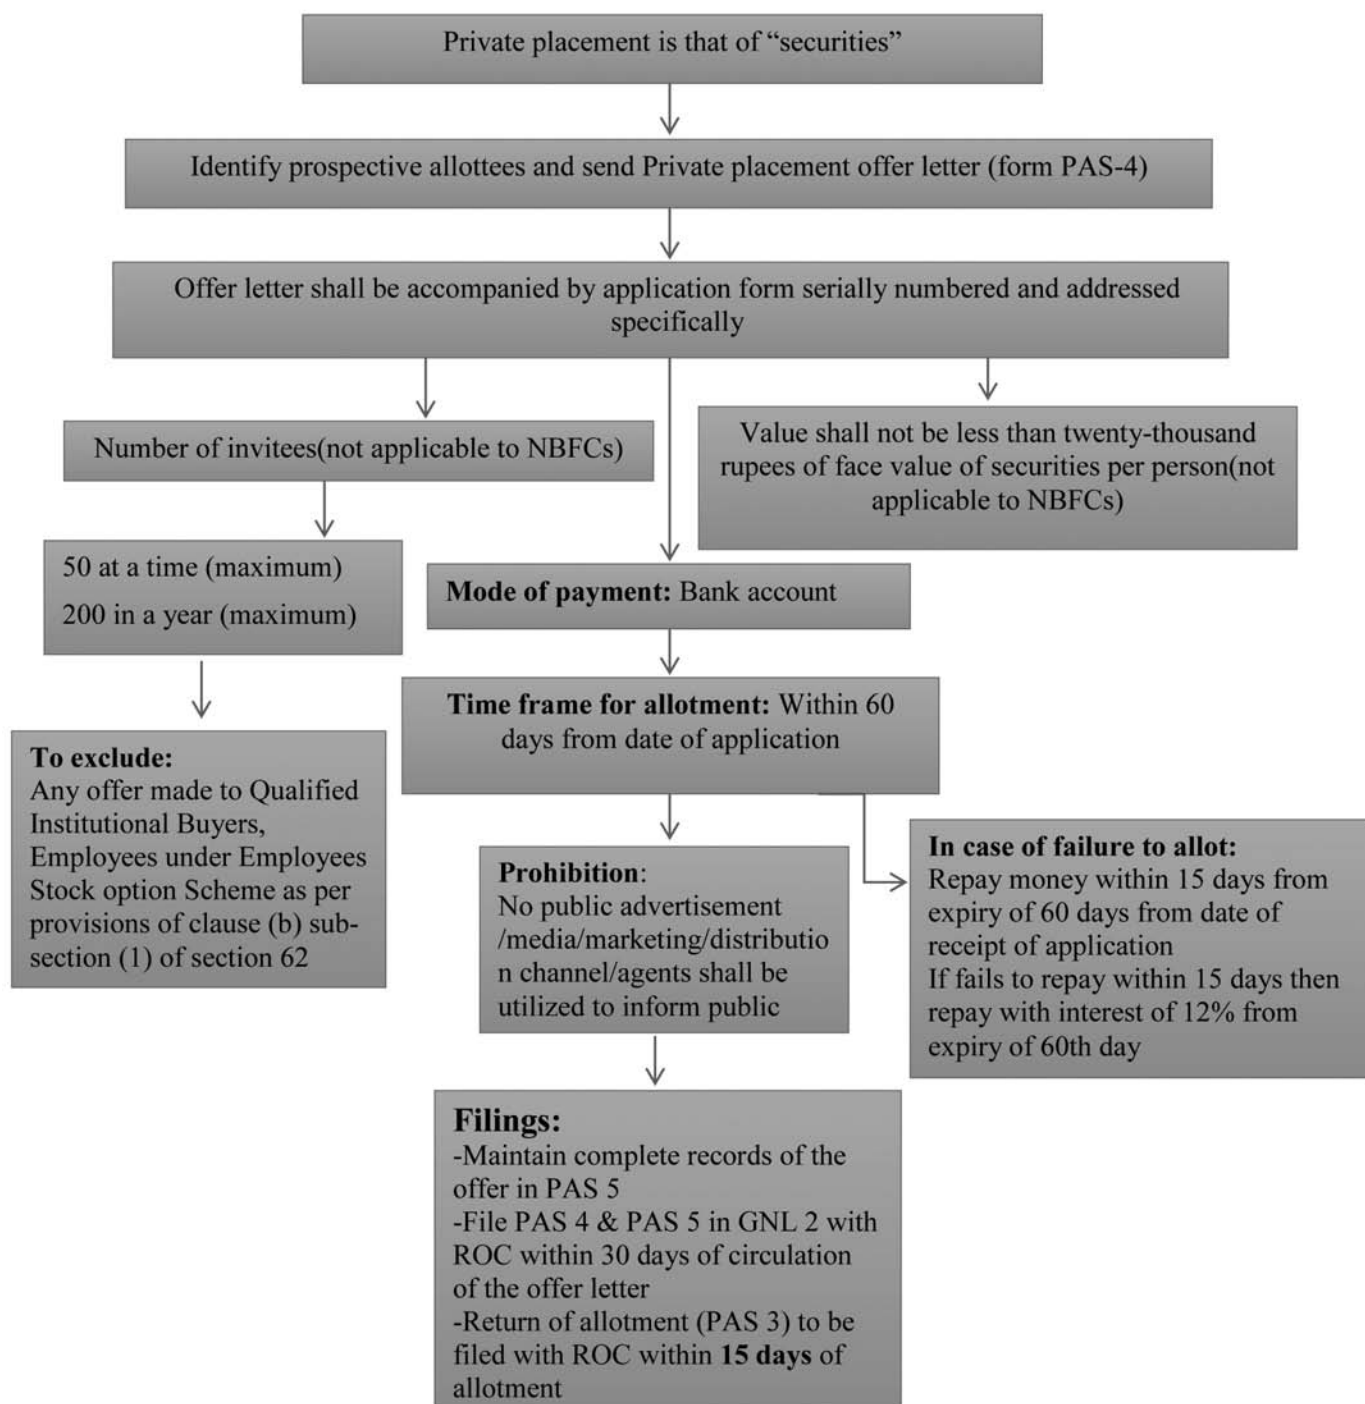 Private placement is that of “securities”
Identify prospective allottees and send Private placement offer letter (form PAS-4)
Offer letter shall be accompanied by application form serially numbered and addressed
specifically
Number of invitees(not applicable to NBFCs)
Value shall not be less than twenty-thousand
rupees of face value of securities per person(not
applicable to NBFCs)
50 at a time (maximum)
200 in a year (maximum)
Mode of payment: Bank account
Time frame for allotment: Within 60
days from date of application
To exclude:
Any offer made to Qualified
Institutional Buyers,
Employees under Employees
Stock option Scheme as per
provisions of clause (b) sub-
section (1) of section 62
Prohibition:
No public advertisement
/media/marketing/distributio
n channel/agents shall be
utilized to inform public
In case of failure to allot:
Repay money within 15 days from
expiry of 60 days from date of
receipt of application
If fails to repay within 15 days then
repay with interest of 12% from
expiry of 60th day
Filings:
-Maintain complete records of the
offer in PAS 5
-File PAS 4 & PAS 5 in GNL 2 with
ROC within 30 days of circulation
of the offer letter
-Return of allotment (PAS 3) to be
filed with ROC within 15 days of
allotment